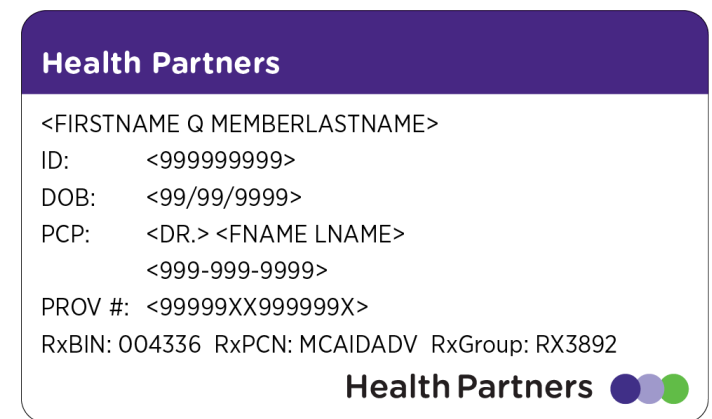 Health Partners
<FIRSTNAME Q MEMBERLASTNAME>
ID: <999999999>
DOB: <99/99/9999>
PCP: <DR.> <FNAME LNAME>
<999-999-9999>
PROV #: <99999XX999999X>
RxBIN: 004336 RxPCN: MCAIDADV RxGroup: RX3892
Health Partners